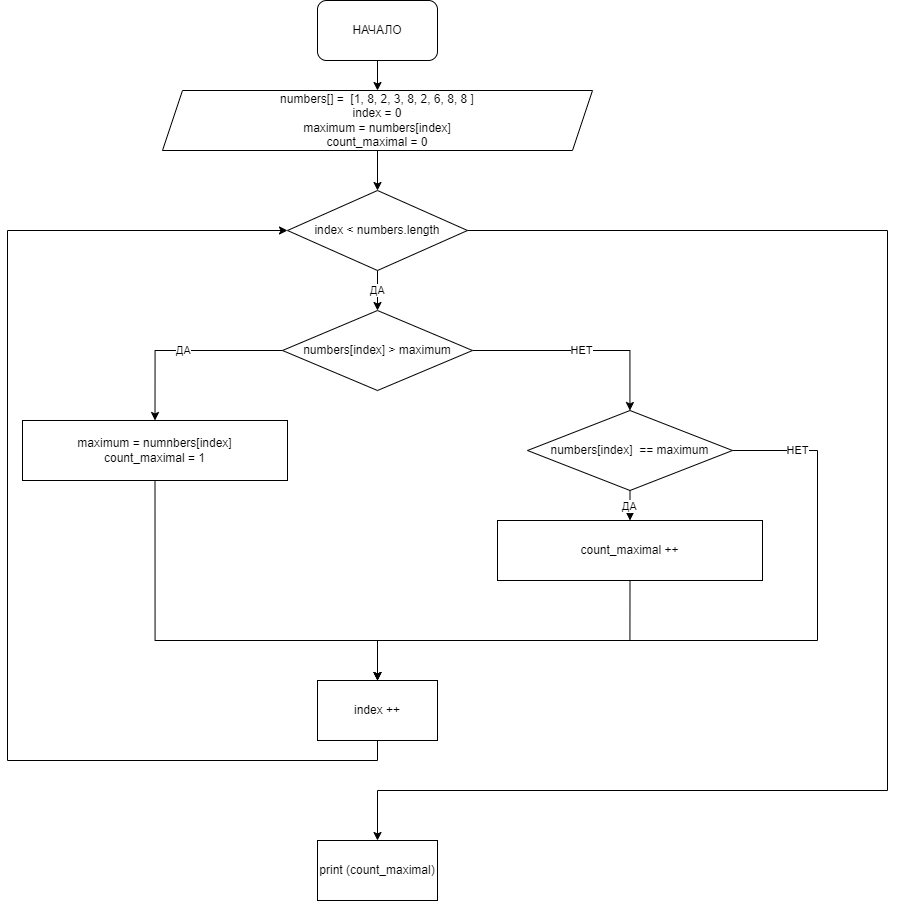 НАЧАЛО
numbers[] =  [1, 8, 2, 3, 8, 2, 6, 8, 8 ]
index = 0
maximum = numbers[index]
count_maximal = 0
index < numbers.length
ДА
numbers[index] > maximum
ДА
НЕТ
maximum = numnbers[index]
count_maximal = 1
numbers[index]  == maximum
НЕТ
ДА
count_maximal ++
index ++
print (count_maximal)